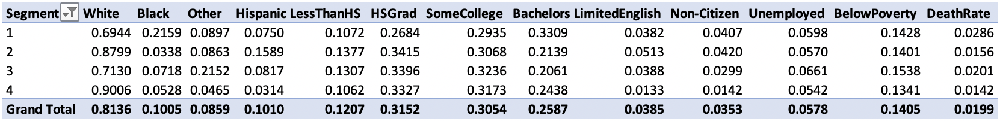 Segment White Black Other Hispanic LessThanHS HSGrad SomeCollege Bachelors LimitedEnglish Non-Citizen Unemployed BelowPoverty DeathRate
1 0.6944 0.2159 0.0897 0.0750 0.1072 0.2684 0.2935 0.3309 0.0382 0.0407 0.0598 0.1428 0.0286
2 0.8799 0.0338 0.0863 0.1589 0.1377 0.3415 0.3068 0.2139 0.0513 0.0420 0.0570 0.1401 0.0156
3 0.7130 0.0718 0.2152 0.0817 0.1307 0.3396 0.3236 0.2061 0.0388 0.0299 0.0661 0.1538 0.0201
4 0.9006 0.0528 0.0465 0.0314 0.1062 0.3327 0.3173 0.2438 0.0133 0.0142 0.0542 0.1341 0.0142
Grand Total 0.8136 0.1005 0.0859 0.1010 0.1207 0.3152 0.3054 0.2587 0.0385 0.0353 0.0578 0.1405 0.0199